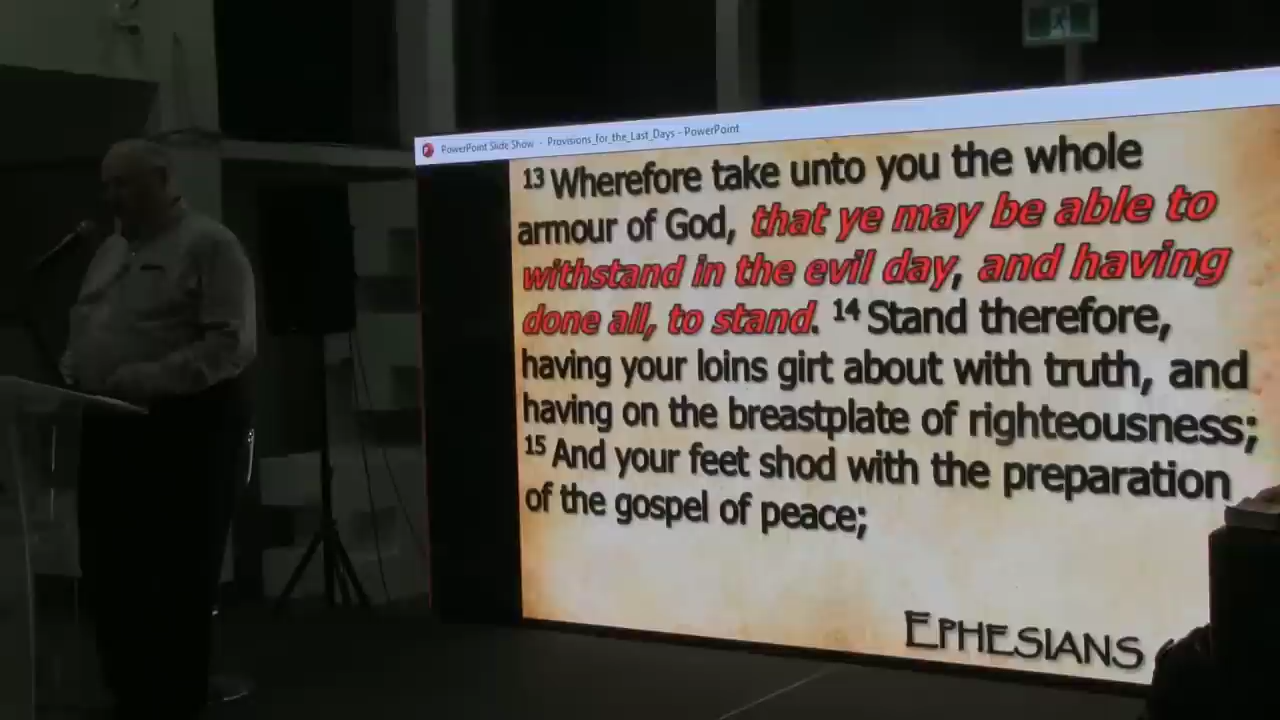 PowerPoint Slide Show - Provisions_for_the_Last_Days - PowerPoint
13 Wherefore take unto you the whole
armour of God, that ye may be able to
withstand in the evil day, and having
done all, to stand. 14 Stand therefore,
having your loins girt about with truth, and
having on the breastplate of righteousness;
15 And your feet shod with the preparation
of the gospel of peace;
EPHESIANS